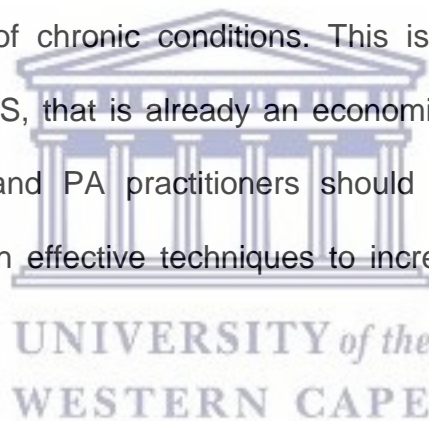 of chronic conditions. This is
S, that is already an economi
and PA practitioners should
n effective techniques to incre
UNIVERSITY of the
WESTERN CAPE